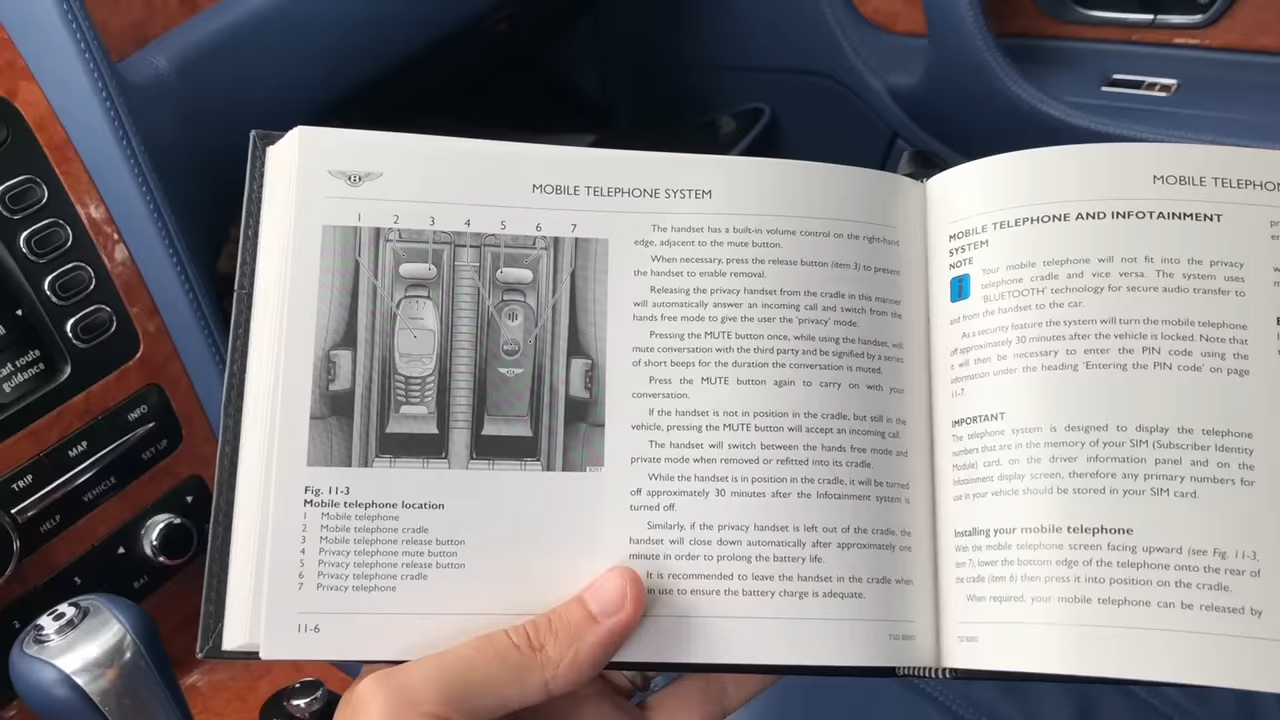 MOBILE TELEPHONE SYSTEM
1 2 3 4 5 6 7
MUTE
Fig. 11-3
Mobile telephone location
1 Mobile telephone
2 Mobile telephone cradle
3 Mobile telephone release button
4 Privacy telephone mute button
5 Privacy telephone release button
6 Privacy telephone cradle
7 Privacy telephone
11-6
The handset has a built-in volume control on the right-hand
edge, adjacent to the mute button.
When necessary, press the release button (item 3) to present
the handset to enable removal.
Releasing the privacy handset from the cradle in this manner
will automatically answer an incoming call and switch from the
hands free mode to give the user the 'privacy' mode.
Pressing the MUTE button once, while using the handset, will
mute conversation with the third party and be signified by a series
of short beeps for the duration the conversation is muted.
Press the MUTE button again to carry on with your
conversation.
If the handset is not in position in the cradle, but still in the
vehicle, pressing the MUTE button will accept an incoming call.
The handset will switch between the hands free mode and
private mode when removed or refitted into its cradle.
While the handset is in position in the cradle, it will be turned
off approximately 30 minutes after the Infotainment system is
turned off.
Similarly, if the privacy handset is left out of the cradle, the
handset will close down automatically after approximately one
minute in order to prolong the battery life.
It is recommended to leave the handset in the cradle when
in use to ensure the battery charge is adequate.
MOBILE TELEPHO
MOBILE TELEPHONE AND INFOTAINMENT
SYSTEM
NOTE
i
Your mobile telephone will not fit into the privacy
telephone cradle and vice versa. The system uses
'BLUETOOTH' technology for secure audio transfer to
and from the handset to the car.
As a security feature the system will turn the mobile telephone
off approximately 30 minutes after the vehicle is locked. Note that
it will then be necessary to enter the PIN code using the
information under the heading 'Entering the PIN code' on page
11-7.
IMPORTANT
The telephone system is designed to display the telephone
numbers that are in the memory of your SIM (Subscriber Identity
Module) card, on the driver information panel and on the
Infotainment display screen, therefore any primary numbers for
use in your vehicle should be stored in your SIM card.
Installing your mobile telephone
With the mobile telephone screen facing upward (see Fig. 11-3,
item 7); lower the bottom edge of the telephone onto the rear of
the cradle (item 6) then press it into position on the cradle.
When required, your mobile telephone can be released by
art route
guidance
INFO
MAP
TRIP
SET UP
VEHICLE
HELP
BAL
3
2